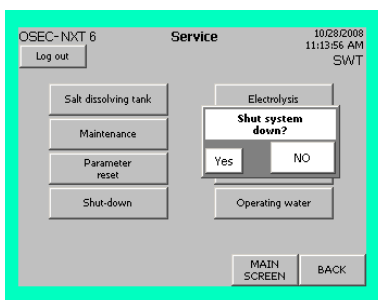 OSEC-NXT 6
Service
10/28/2008
11:13:56 AM
SWT
Log out
Salt dissolving tank
Electrolysis
Maintenance
Shut system
down?
Yes
NO
Parameter
reset
Shut-down
Operating water
MAIN
SCREEN
BACK